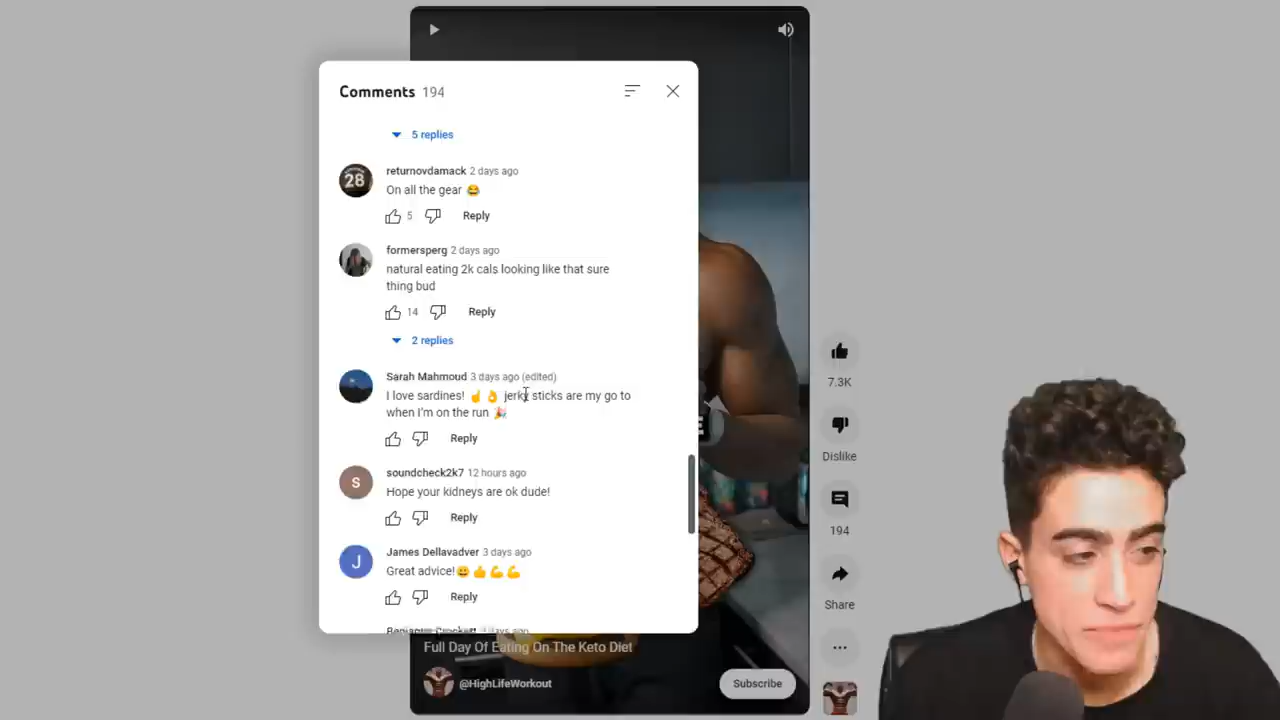 Comments 194
5 replies
28
returnovdamack 2 days ago
On all the gear 😂
5 Reply
formersperg 2 days ago
natural eating 2k cals looking like that sure
thing bud
14 Reply
2 replies
Sarah Mahmoud 3 days ago (edited)
I love sardines! ☝️ 👌 jerky sticks are my go to
when I'm on the run 🎉
Reply
S
soundcheck2k7 12 hours ago
Hope your kidneys are ok dude!
Reply
J
James Dellavadver 3 days ago
Great advice!😀 👍 💪 💪
Reply
E
7.3K
Dislike
194
Share
Full Day Of Eating On The Keto Diet
@HighLifeWorkout
Subscribe